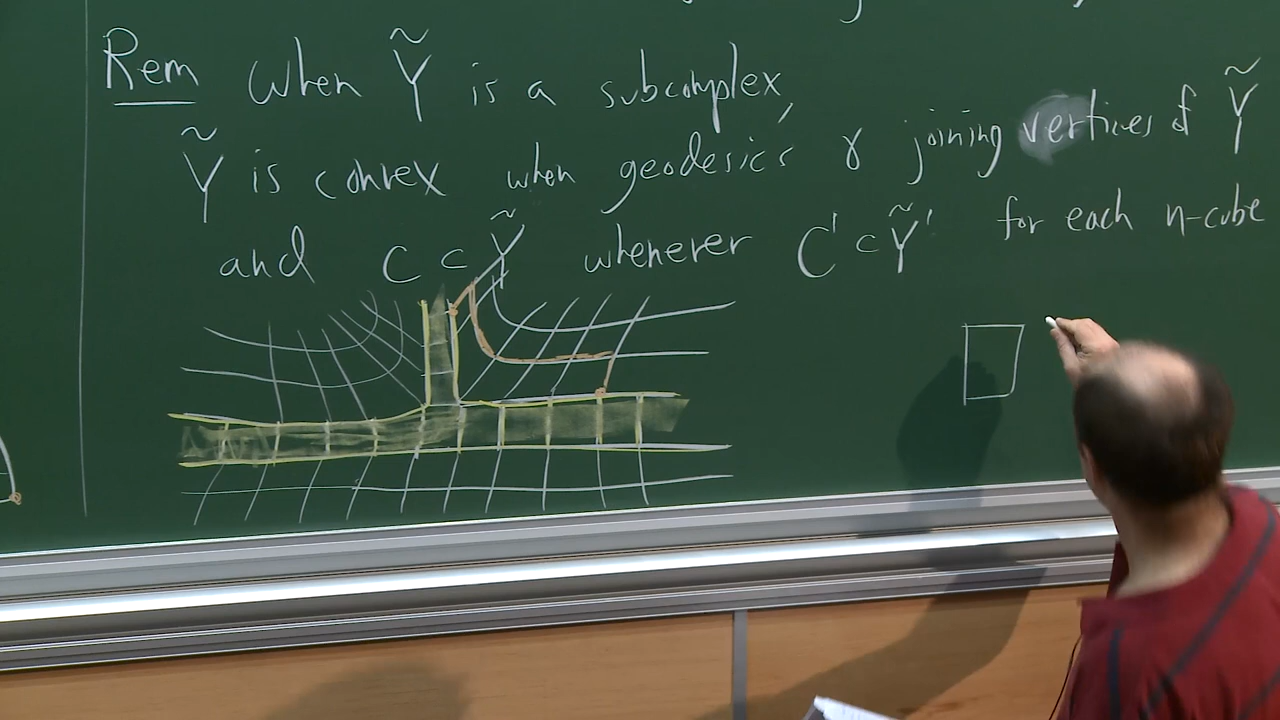 Rem When Ỹ is a subcomplex,
Ỹ is convex when geodesics γ joining vertices of Ỹ
and C ⊂ Ỹ whenever C' ⊂ Ỹ' for each n-cube